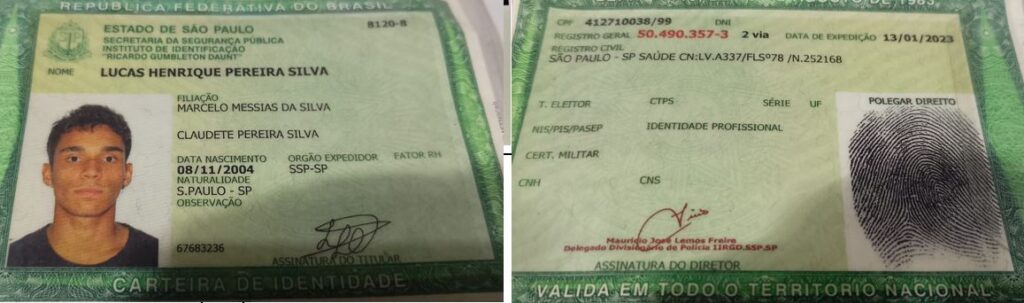 REPÚBLICA FEDERATIVA DO BRASIL
8120-8
ESTADO DE SÃO PAULO
SECRETARIA DA SEGURANÇA PÚBLICA
INSTITUTO DE IDENTIFICAÇÃO
"RICARDO GUMBLETON DAUNT"
NOME LUCAS HENRIQUE PEREIRA SILVA
FILIAÇÃO
MARCELO MESSIAS DA SILVA
CLAUDETE PEREIRA SILVA
DATA NASCIMENTO ORGÃO EXPEDIDOR FATOR RH
08/11/2004 SSP-SP
NATURALIDADE
S.PAULO - SP
OBSERVAÇÃO
67683236
ASSINATURA DO TITULAR
CARTEIRA DE IDENTIDADE
DE 1983.
CPF 412710038/99 DNI
REGISTRO GERAL 50.490.357-3 2 via DATA DE EXPEDIÇÃO 13/01/2023
REGISTRO CIVIL
SÃO PAULO - SP SAÚDE CN:LV.A337/FLSº78 /N.252168
T. ELEITOR CTPS SÉRIE UF POLEGAR DIREITO
NIS/PIS/PASEP IDENTIDADE PROFISSIONAL
CERT. MILITAR
CNH CNS
Mauricio José Lemos Freire
Delegado Divisionário de Polícia IIRGD.SSP.SP
ASSINATURA DO DIRETOR
VÁLIDA EM TODO O TERRITÓRIO NACIONAL